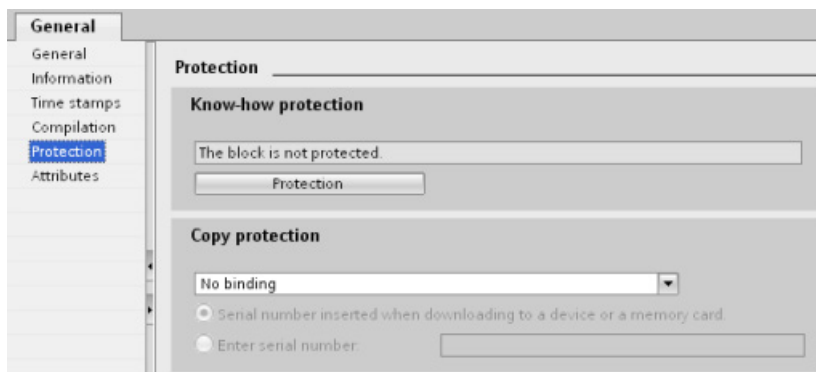 General
General
Information
Time stamps
Compilation
Protection
Attributes
Protection
Know-how protection
The block is not protected.
Protection
Copy protection
No binding
Serial number inserted when downloading to a device or a memory card.
Enter serial number: